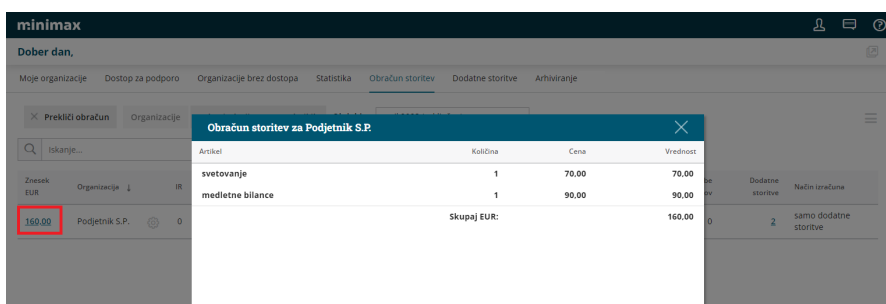 minimax
Dober dan,
Moje organizacije Dostop za podporo Organizacije brez dostopa Statistika Obračun storitev Dodatne storitve Arhiviranje
Prekliči obračun Organizacije
Obračun storitev za Podjetnik S.P.
Iskanje...
Artikel Količina Cena Vrednost
svetovanje 1 70,00 70,00
medletne bilance 1 90,00 90,00
Skupaj EUR: 160,00
Znesek EUR Organizacija ↓ IR Dodatne storitve Način izračuna
160,00 Podjetnik S.P. 0 0 2 samo dodatne storitve